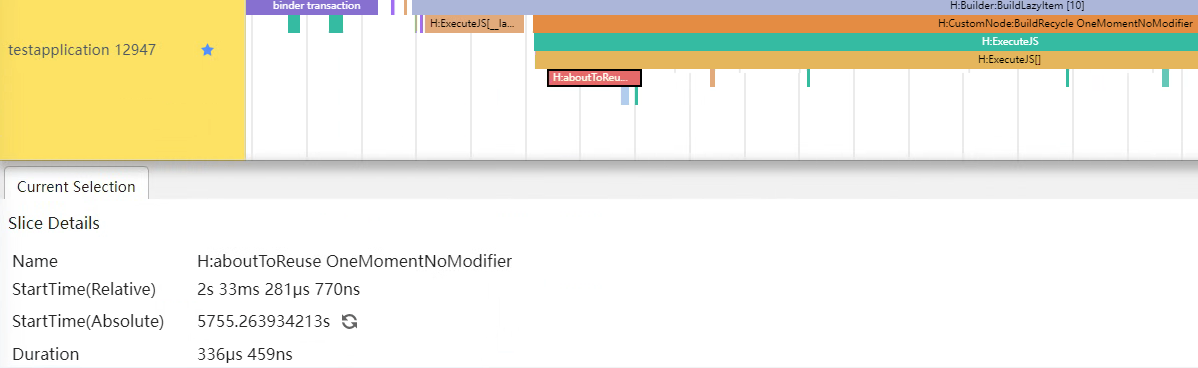 binder transaction
H:Builder:BuildLazyItem [10]
H:ExecuteJS[__la...
H:CustomNode:BuildRecycle OneMomentNoModifier
testapplication 12947
H:ExecuteJS
H:ExecuteJS[]
H:aboutToReu...
Current Selection
Slice Details
Name H:aboutToReuse OneMomentNoModifier
StartTime(Relative) 2s 33ms 281μs 770ns
StartTime(Absolute) 5755.263934213s
Duration 336μs 459ns